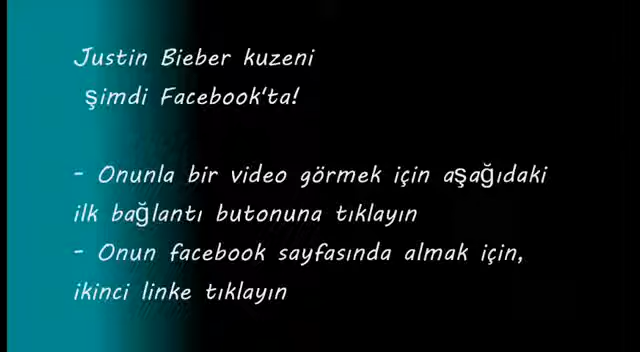 Justin Bieber kuzeni
şimdi Facebook'ta!
- Onunla bir video görmek için aşağıdaki
ilk bağlantı butonuna tıklayın
- Onun facebook sayfasında almak için,
ikinci linke tıklayın